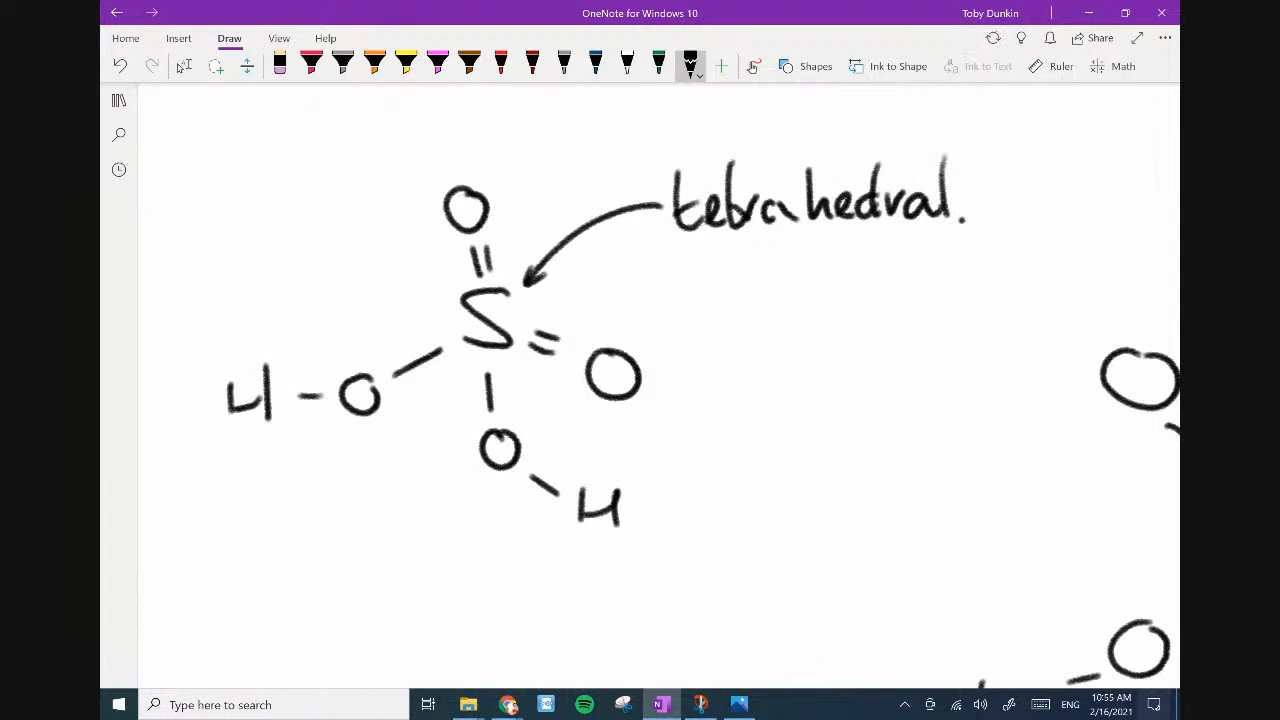 OneNote for Windows 10
Toby Dunkin
Home Insert Draw View Help
Share
Shapes
Ink to Shape
Ink to Text
Ruler
Math
tetrahedral.
O
S
O
H - O
O
H
O
O
Type here to search
ENG
10:55 AM
2/16/2021